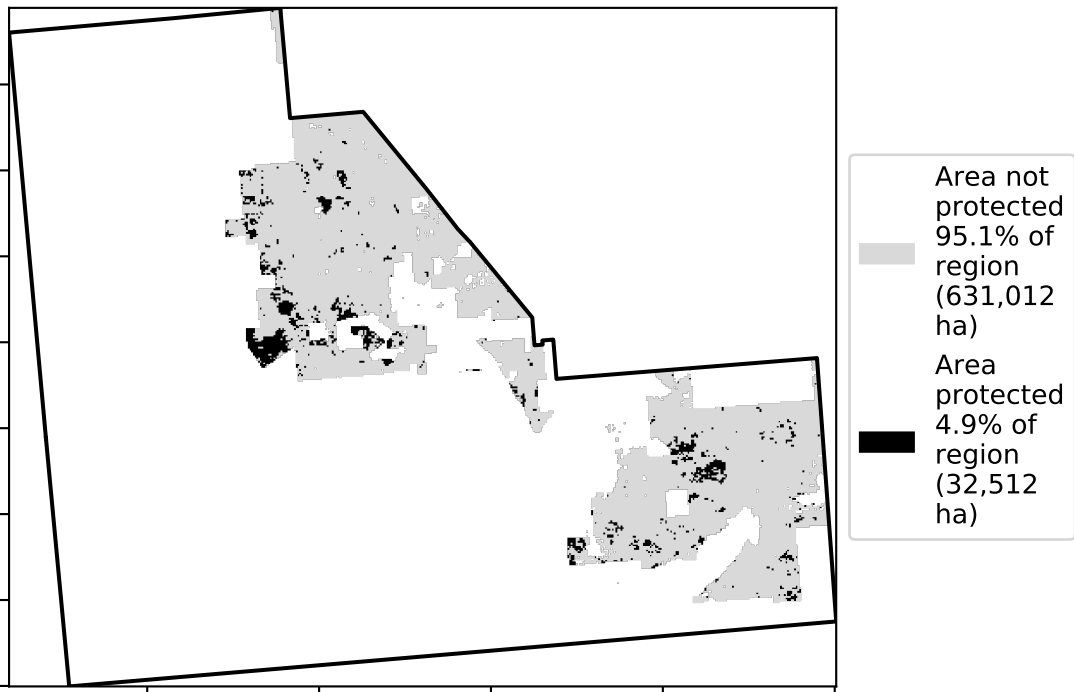 Area not
protected
95.1% of
region
(631,012
ha)
Area
protected
4.9% of
region
(32,512
ha)